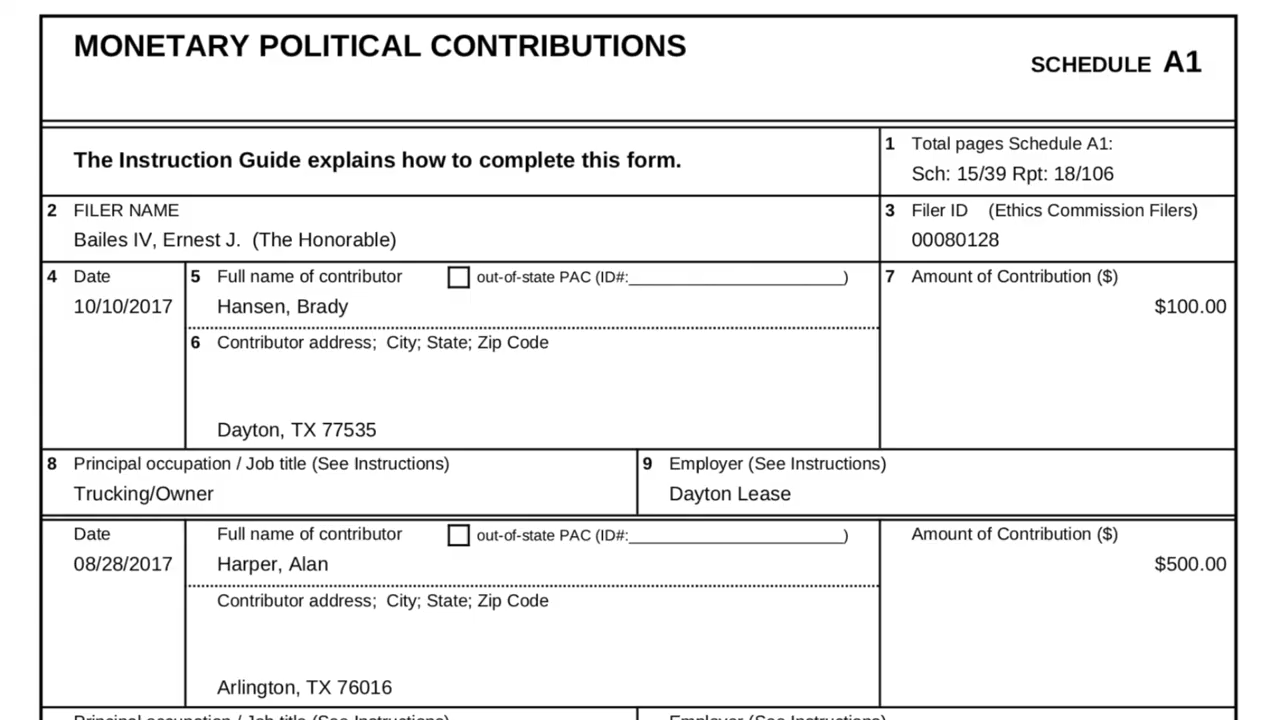 MONETARY POLITICAL CONTRIBUTIONS
SCHEDULE A1
The Instruction Guide explains how to complete this form.
1 Total pages Schedule A1:
Sch: 15/39 Rpt: 18/106
2 FILER NAME
Bailes IV, Ernest J. (The Honorable)
3 Filer ID (Ethics Commission Filers)
00080128
4 Date
10/10/2017
5 Full name of contributor out-of-state PAC (ID#:________________________)
Hansen, Brady
7 Amount of Contribution ($)
$100.00
6 Contributor address; City; State; Zip Code
Dayton, TX 77535
8 Principal occupation / Job title (See Instructions)
Trucking/Owner
9 Employer (See Instructions)
Dayton Lease
Date
08/28/2017
Full name of contributor out-of-state PAC (ID#:________________________)
Harper, Alan
Amount of Contribution ($)
$500.00
Contributor address; City; State; Zip Code
Arlington, TX 76016
Principal occupation / Job title (See Instructions)
Employer (See Instructions)